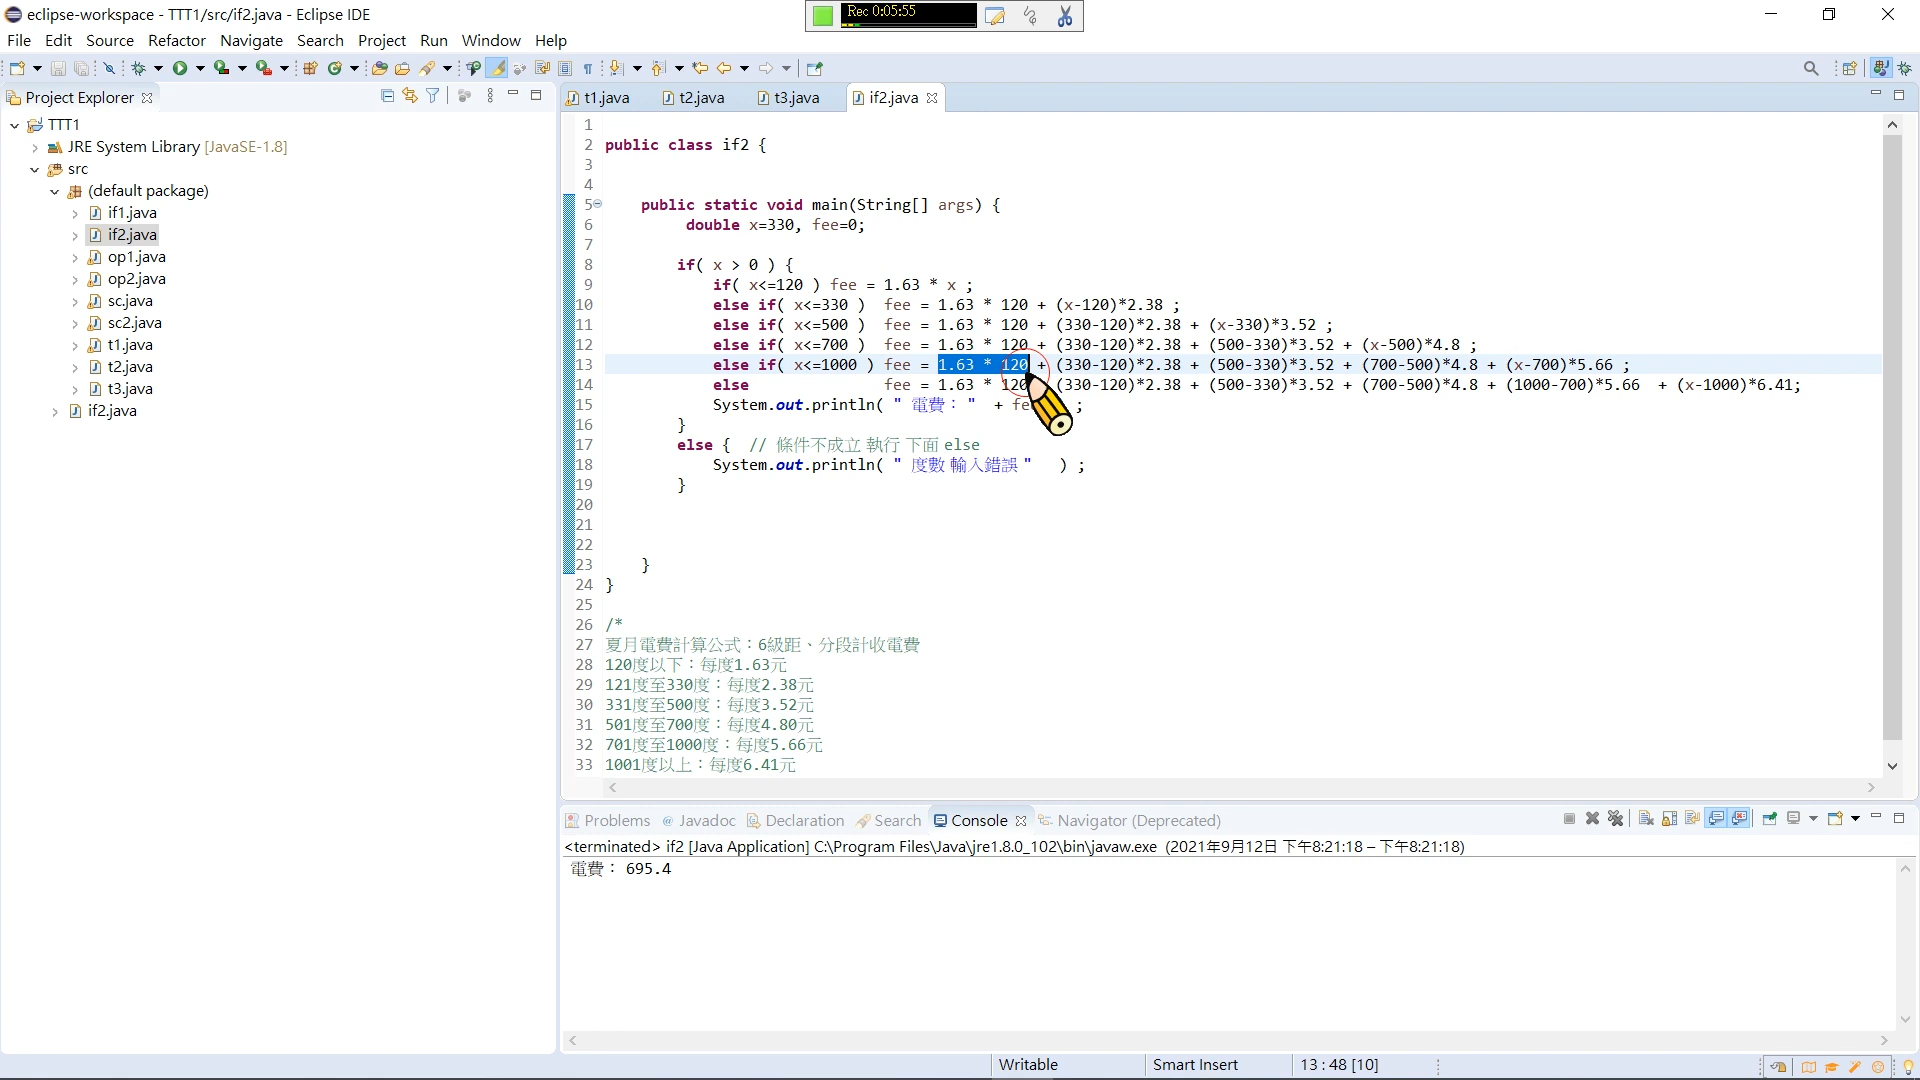 eclipse-workspace - TTT1/src/if2.java - Eclipse IDE
Rec 0:05:55
File Edit Source Refactor Navigate Search Project Run Window Help
Project Explorer
t1.java t2.java t3.java if2.java
TTT1
JRE System Library [JavaSE-1.8]
src
(default package)
if1.java
if2.java
op1.java
op2.java
sc.java
sc2.java
t1.java
t2.java
t3.java
if2.java
1
2 public class if2 {
3
4
5 public static void main(String[] args) {
6 double x=330, fee=0;
7
8 if( x > 0 ) {
9 if( x<=120 ) fee = 1.63 * x ;
10 else if( x<=330 ) fee = 1.63 * 120 + (x-120)*2.38 ;
11 else if( x<=500 ) fee = 1.63 * 120 + (330-120)*2.38 + (x-330)*3.52 ;
12 else if( x<=700 ) fee = 1.63 * 120 + (330-120)*2.38 + (500-330)*3.52 + (x-500)*4.8 ;
13 else if( x<=1000 ) fee = 1.63 * 120 + (330-120)*2.38 + (500-330)*3.52 + (700-500)*4.8 + (x-700)*5.66 ;
14 else fee = 1.63 * 120 (330-120)*2.38 + (500-330)*3.52 + (700-500)*4.8 + (1000-700)*5.66 + (x-1000)*6.41;
15 System.out.println( " 電費： " + fe ;
16 }
17 else { // 條件不成立 執行 下面 else
18 System.out.println( " 度數 輸入錯誤 " ) ;
19 }
20
21
22
23 }
24 }
25
26 /*
27 夏月電費計算公式：6級距、分段計收電費
28 120度以下：每度1.63元
29 121度至330度：每度2.38元
30 331度至500度：每度3.52元
31 501度至700度：每度4.80元
32 701度至1000度：每度5.66元
33 1001度以上：每度6.41元
Problems Javadoc Declaration Search Console Navigator (Deprecated)
<terminated> if2 [Java Application] C:\Program Files\Java\jre1.8.0_102\bin\javaw.exe (2021年9月12日 下午8:21:18 – 下午8:21:18)
電費： 695.4
Writable Smart Insert 13 : 48 [10]